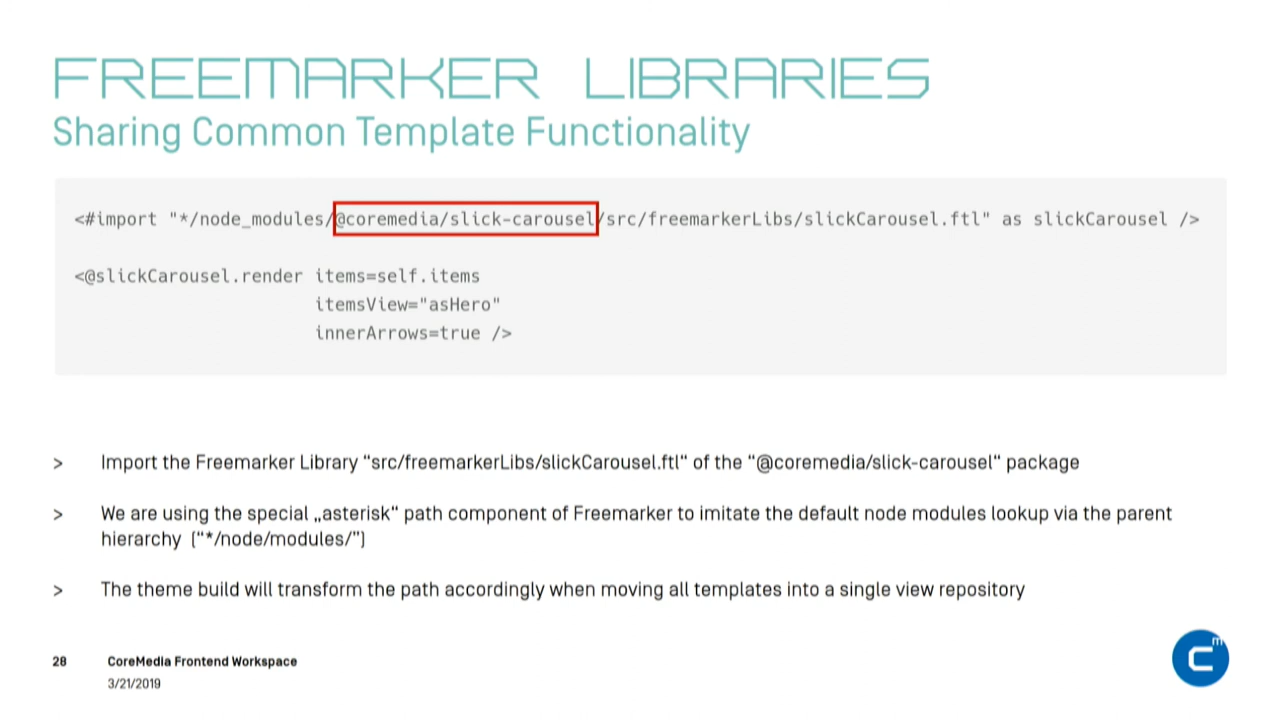 FREEMARKER LIBRARIES
Sharing Common Template Functionality
<#import "*/node_modules/@coremedia/slick-carousel/src/freemarkerLibs/slickCarousel.ftl" as slickCarousel />
<@slickCarousel.render items=self.items
itemsView="asHero"
innerArrows=true />
> Import the Freemarker Library "src/freemarkerLibs/slickCarousel.ftl" of the "@coremedia/slick-carousel" package
> We are using the special „asterisk“ path component of Freemarker to imitate the default node modules lookup via the parent
hierarchy ("*/node/modules/")
> The theme build will transform the path accordingly when moving all templates into a single view repository
28 CoreMedia Frontend Workspace
3/21/2019
C m